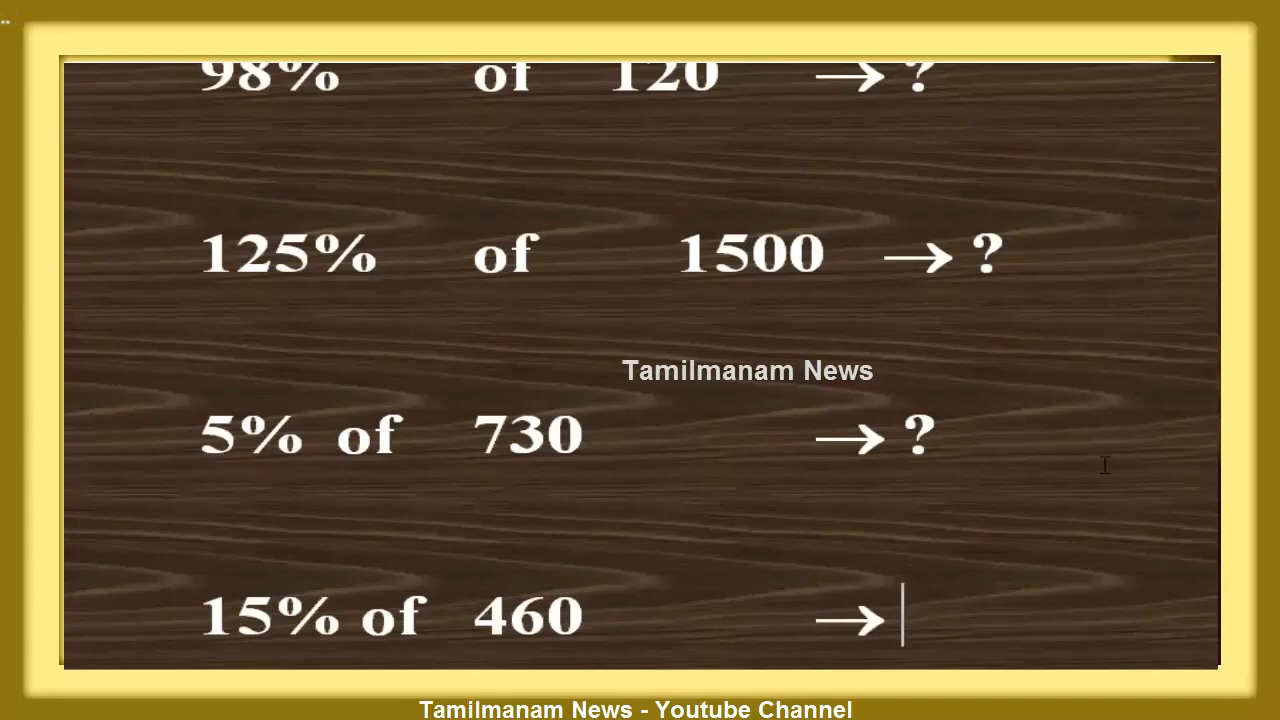 98% of 120 → ?
125% of 1500 → ?
Tamilmanam News
5% of 730 → ?
15% of 460 →
Tamilmanam News - Youtube Channel